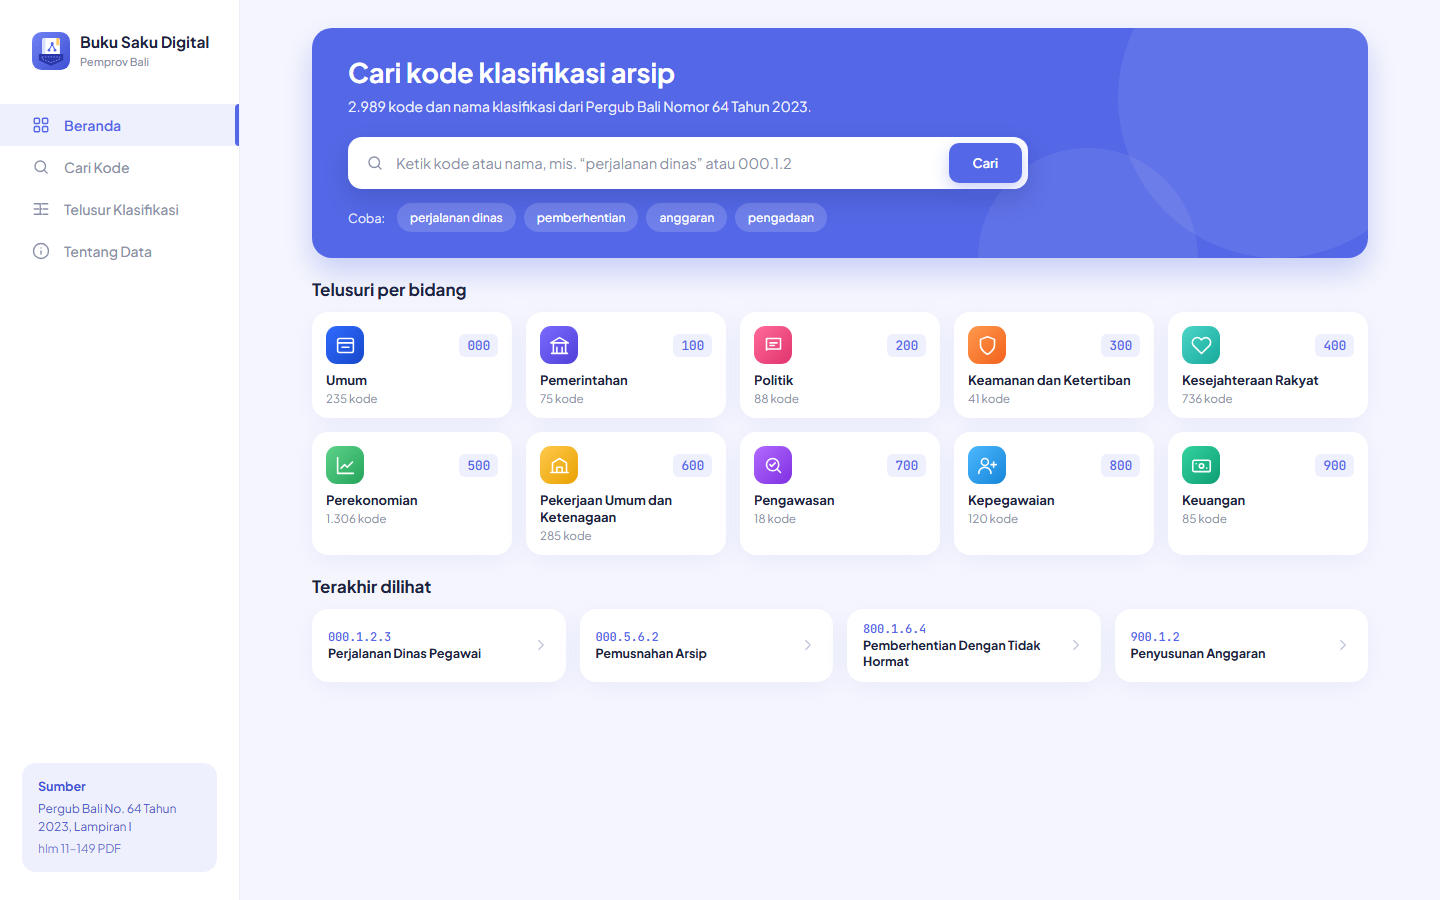 Buku Saku Digital
Pemprov Bali
Beranda
Cari Kode
Telusur Klasifikasi
Tentang Data
Sumber
Pergub Bali No. 64 Tahun
2023, Lampiran I
hlm 11–149 PDF
Cari kode klasifikasi arsip
2.989 kode dan nama klasifikasi dari Pergub Bali Nomor 64 Tahun 2023.
Ketik kode atau nama, mis. “perjalanan dinas” atau 000.1.2
Cari
Coba: perjalanan dinas pemberhentian anggaran pengadaan
Telusuri per bidang
000
Umum
235 kode
100
Pemerintahan
75 kode
200
Politik
88 kode
300
Keamanan dan Ketertiban
41 kode
400
Kesejahteraan Rakyat
736 kode
500
Perekonomian
1.306 kode
600
Pekerjaan Umum dan
Ketenagaan
285 kode
700
Pengawasan
18 kode
800
Kepegawaian
120 kode
900
Keuangan
85 kode
Terakhir dilihat
000.1.2.3
Perjalanan Dinas Pegawai
000.5.6.2
Pemusnahan Arsip
800.1.6.4
Pemberhentian Dengan Tidak
Hormat
900.1.2
Penyusunan Anggaran